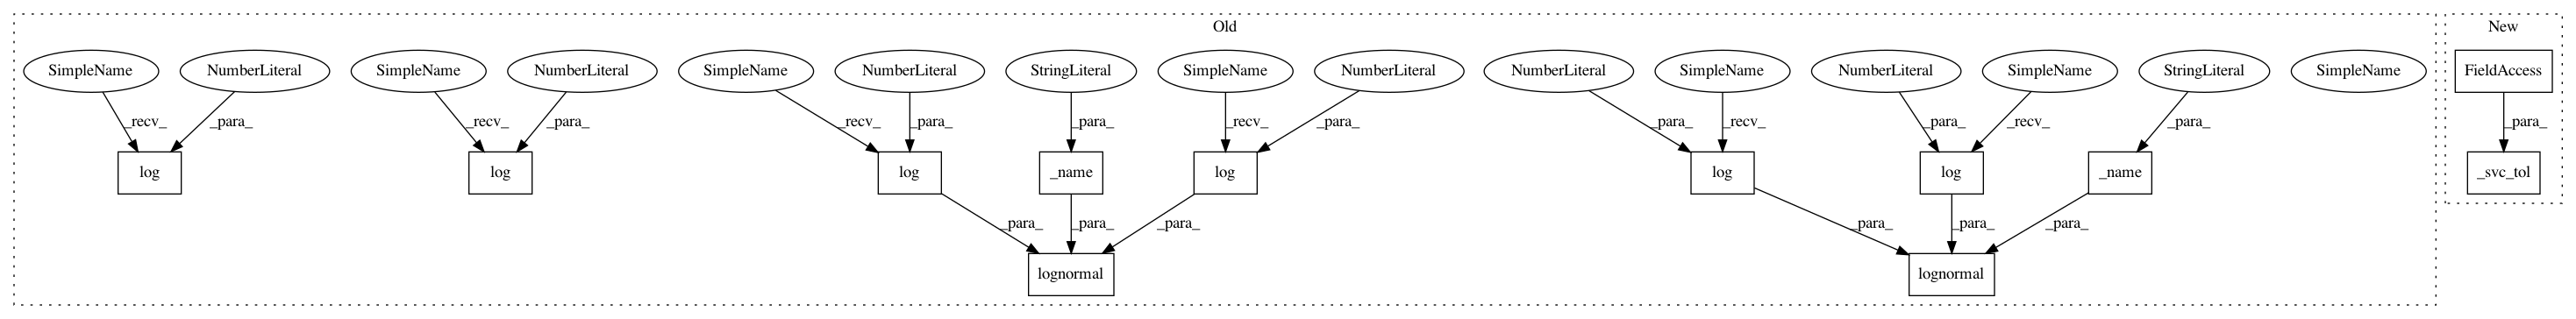 Old New
SimpleName NumberLiteral SimpleName NumberLiteral SimpleName NumberLiteral StringLiteral SimpleName NumberLiteral NumberLiteral SimpleName NumberLiteral SimpleName StringLiteral SimpleName FieldAccess
_recv_ _para_ _recv_ _para_ _recv_ _para_ _para_ _recv_ _para_ _para_ _recv_ _para_ _recv_ _para_ _para_
log log log _name log log log _name _svc_tol
_para_ _para_ _para_ _para_ _para_ _para_
lognormal lognormal